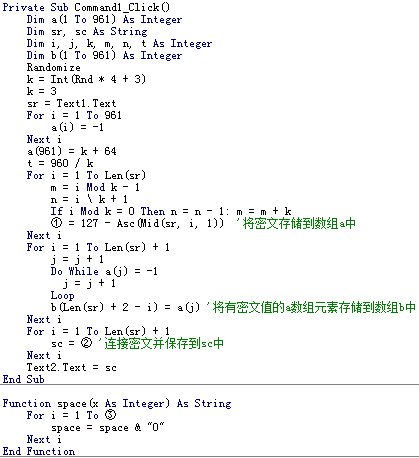 Private Sub Command1_Click()
Dim a(1 To 961) As Integer
Dim sr, sc As String
Dim i, j, k, m, n, t As Integer
Dim b(1 To 961) As Integer
Randomize
k = Int(Rnd * 4 + 3)
k = 3
sr = Text1.Text
For i = 1 To 961
a(i) = -1
Next i
a(961) = k + 64
t = 960 / k
For i = 1 To Len(sr)
m = i Mod k - 1
n = i \ k + 1
If i Mod k = 0 Then n = n - 1: m = m + k
① = 127 - Asc(Mid(sr, i, 1)) '将密文存储到数组a中
Next i
For i = 1 To Len(sr) + 1
j = j + 1
Do While a(j) = -1
j = j + 1
Loop
b(Len(sr) + 2 - i) = a(j) '将有密文值的a数组元素存储到数组b中
Next i
For i = 1 To Len(sr) + 1
sc = ② '连接密文并保存到sc中
Next i
Text2.Text = sc
End Sub
Function space(x As Integer) As String
For i = 1 To ③
space = space & "0"
Next i
End Function